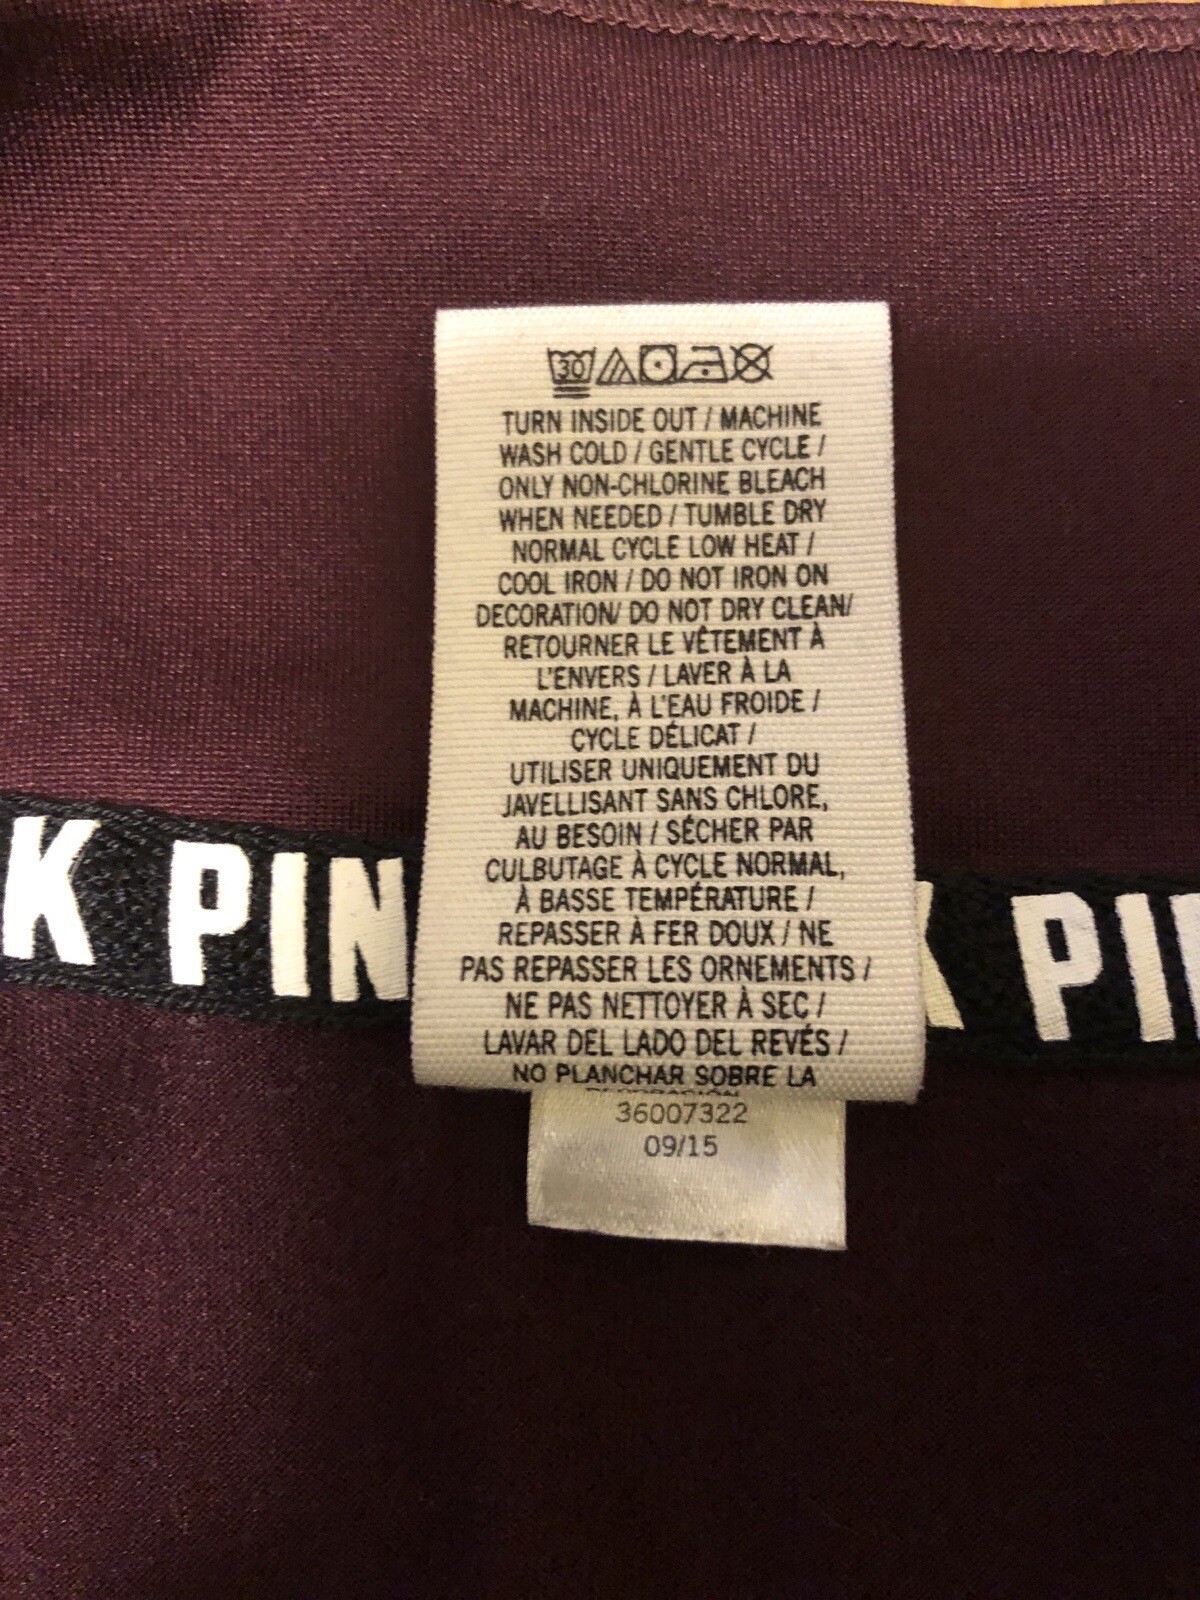 30
TURN INSIDE OUT / MACHINE
WASH COLD / GENTLE CYCLE /
ONLY NON-CHLORINE BLEACH
WHEN NEEDED / TUMBLE DRY
NORMAL CYCLE LOW HEAT /
COOL IRON / DO NOT IRON ON
DECORATION/ DO NOT DRY CLEAN/
RETOURNER LE VÊTEMENT À
L'ENVERS / LAVER À LA
MACHINE, À L'EAU FROIDE /
CYCLE DÉLICAT /
UTILISER UNIQUEMENT DU
JAVELLISANT SANS CHLORE,
AU BESOIN / SÉCHER PAR
CULBUTAGE À CYCLE NORMAL,
À BASSE TEMPÉRATURE /
REPASSER À FER DOUX / NE
PAS REPASSER LES ORNEMENTS /
NE PAS NETTOYER À SEC /
LAVAR DEL LADO DEL REVÉS /
NO PLANCHAR SOBRE LA
36007322
09/15
K PIN K PI